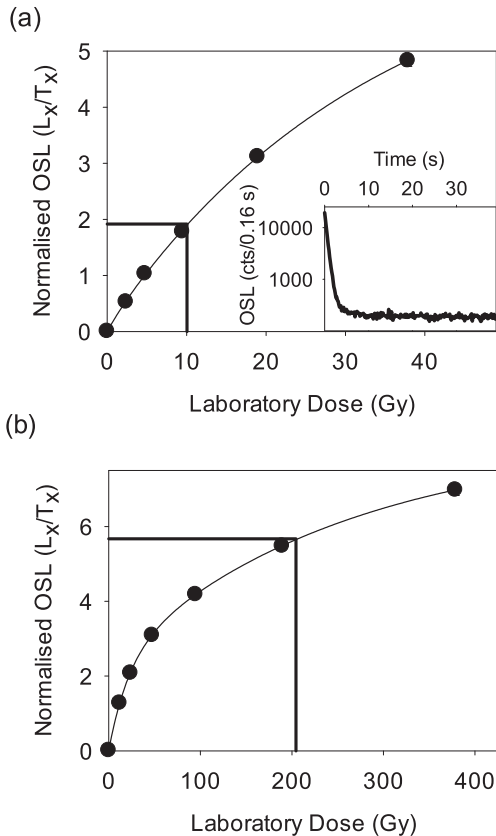 (a)
Normalised OSL (Lx/Tx)
5
4
3
2
1
0
0 10 20 30 40
Laboratory Dose (Gy)
Time (s)
0 10 20 30
OSL (cts/0.16 s)
10000
1000
(b)
Normalised OSL (Lx/Tx)
6
4
2
0
0 100 200 300 400
Laboratory Dose (Gy)